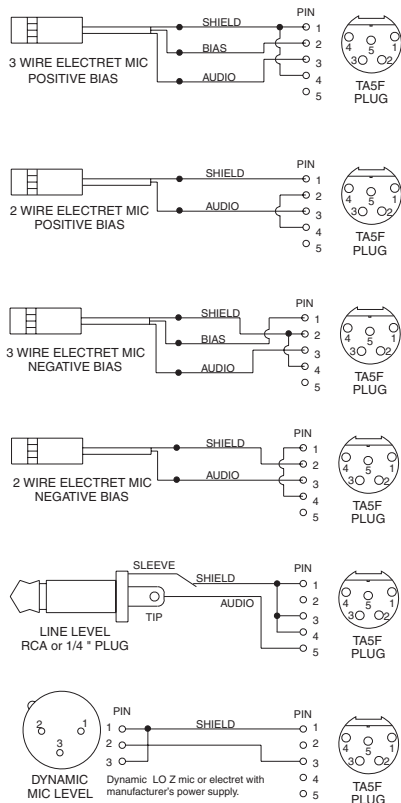 SHIELD
BIAS
AUDIO
3 WIRE ELECTRET MIC
POSITIVE BIAS
PIN
1
2
3
4
5
4 5 1
3 2
TA5F
PLUG
SHIELD
AUDIO
2 WIRE ELECTRET MIC
POSITIVE BIAS
PIN
1
2
3
4
5
4 5 1
3 2
TA5F
PLUG
SHIELD
BIAS
AUDIO
3 WIRE ELECTRET MIC
NEGATIVE BIAS
PIN
1
2
3
4
5
4 5 1
3 2
TA5F
PLUG
SHIELD
AUDIO
2 WIRE ELECTRET MIC
NEGATIVE BIAS
PIN
1
2
3
4
5
4 5 1
3 2
TA5F
PLUG
SLEEVE
SHIELD
AUDIO
TIP
LINE LEVEL
RCA or 1/4 " PLUG
PIN
1
2
3
4
5
4 5 1
3 2
TA5F
PLUG
2 1
3
DYNAMIC
MIC LEVEL
PIN
1
2
3
SHIELD
Dynamic LO Z mic or electret with
manufacturer's power supply.
PIN
1
2
3
4
5
4 5 1
3 2
TA5F
PLUG